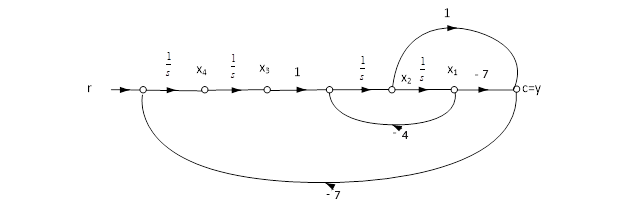 1
1/s x₄ 1/s x₃ 1 1/s x₂ 1/s x₁ - 7
r c=y
- 4
- 7